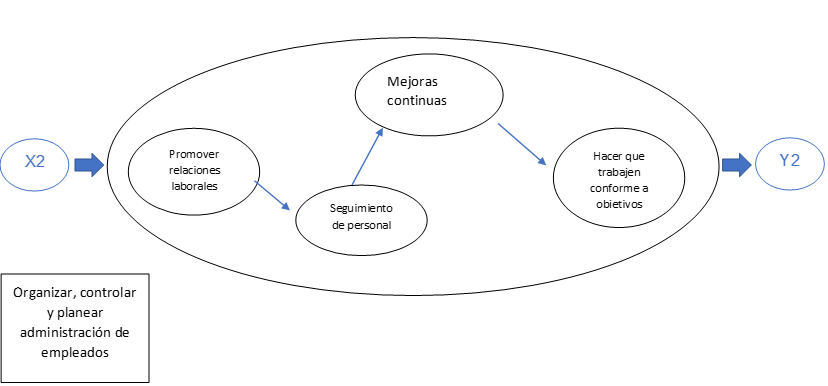 Mejoras
continuas
X2
Promover
relaciones
laborales
Seguimiento
de personal
Hacer que
trabajen
conforme a
objetivos
Y2
Organizar, controlar
y planear
administración de
empleados